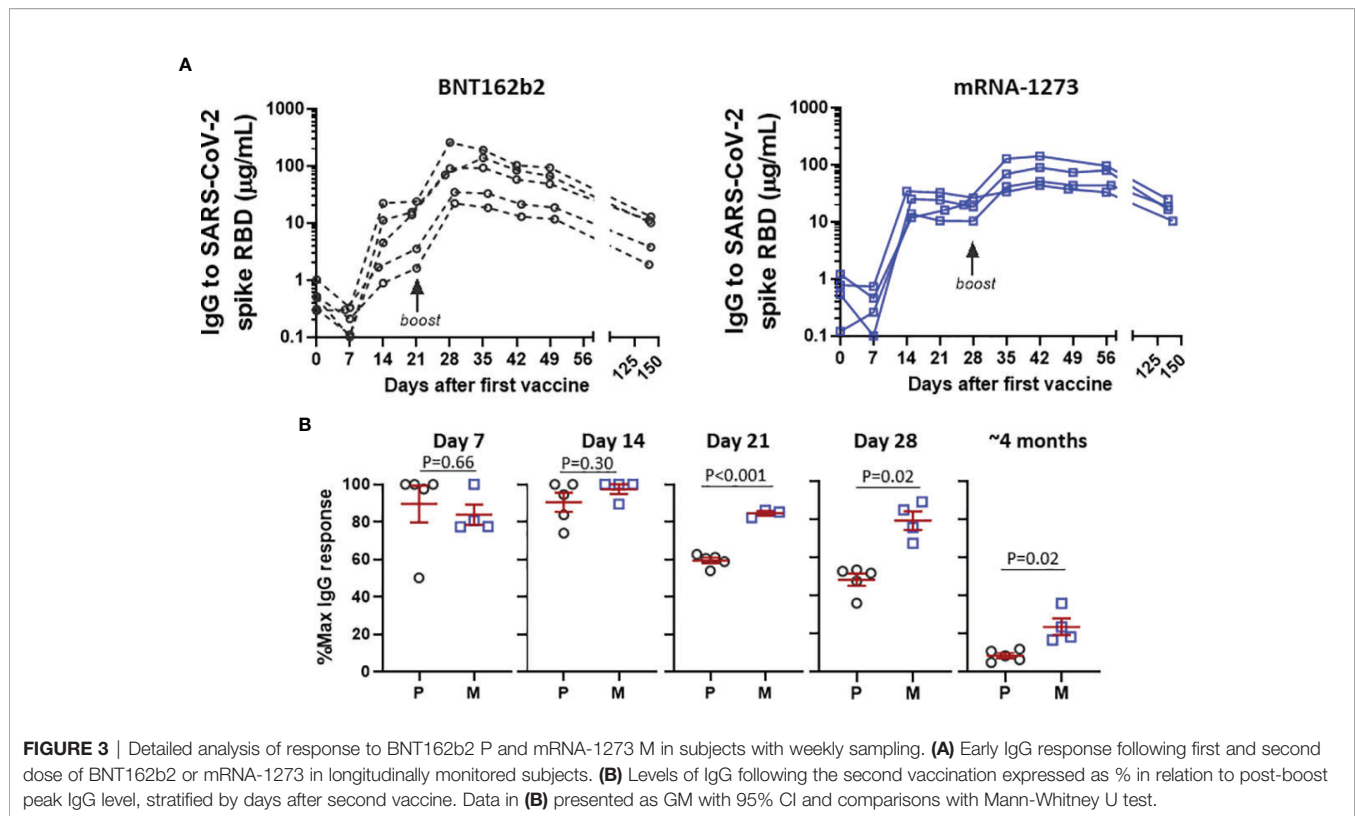 A
BNT162b2
IgG to SARS-CoV-2
spike RBD (µg/mL)
1000
100
10
1
0.1
boost
0 7 14 21 28 35 42 49 56 125 150
Days after first vaccine
mRNA-1273
IgG to SARS-CoV-2
spike RBD (µg/mL)
1000
100
10
1
0.1
boost
0 7 14 21 28 35 42 49 56 125 150
Days after first vaccine
B
%Max IgG response
100
80
60
40
20
0
Day 7
P=0.66
P M
Day 14
P=0.30
P M
Day 21
P<0.001
P M
Day 28
P=0.02
P M
~4 months
P=0.02
P M
FIGURE 3 | Detailed analysis of response to BNT162b2 P and mRNA-1273 M in subjects with weekly sampling. (A) Early IgG response following first and second
dose of BNT162b2 or mRNA-1273 in longitudinally monitored subjects. (B) Levels of IgG following the second vaccination expressed as % in relation to post-boost
peak IgG level, stratified by days after second vaccine. Data in (B) presented as GM with 95% CI and comparisons with Mann-Whitney U test.